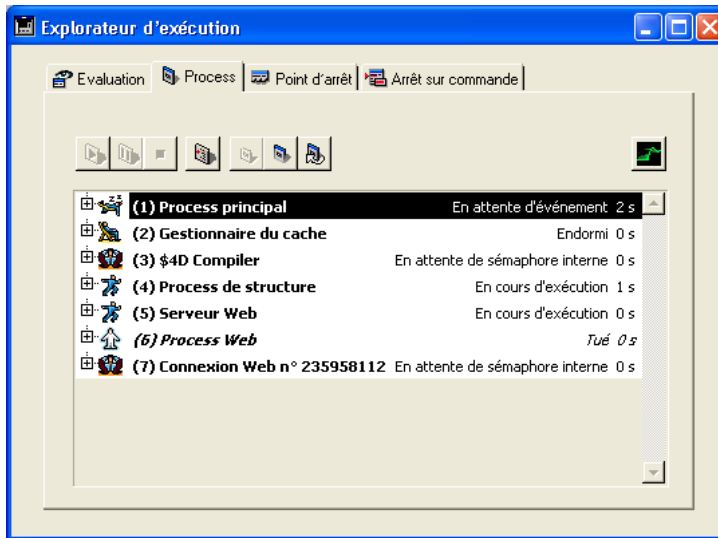 Explorateur d'exécution
Evaluation Process Point d'arrêt Arrêt sur commande
(1) Process principal En attente d'événement 2 s
(2) Gestionnaire du cache Endormi 0 s
(3) $4D Compiler En attente de sémaphore interne 0 s
(4) Process de structure En cours d'exécution 1 s
(5) Serveur Web En cours d'exécution 0 s
(6) Process Web Tué 0 s
(7) Connexion Web n° 235958112 En attente de sémaphore interne 0 s